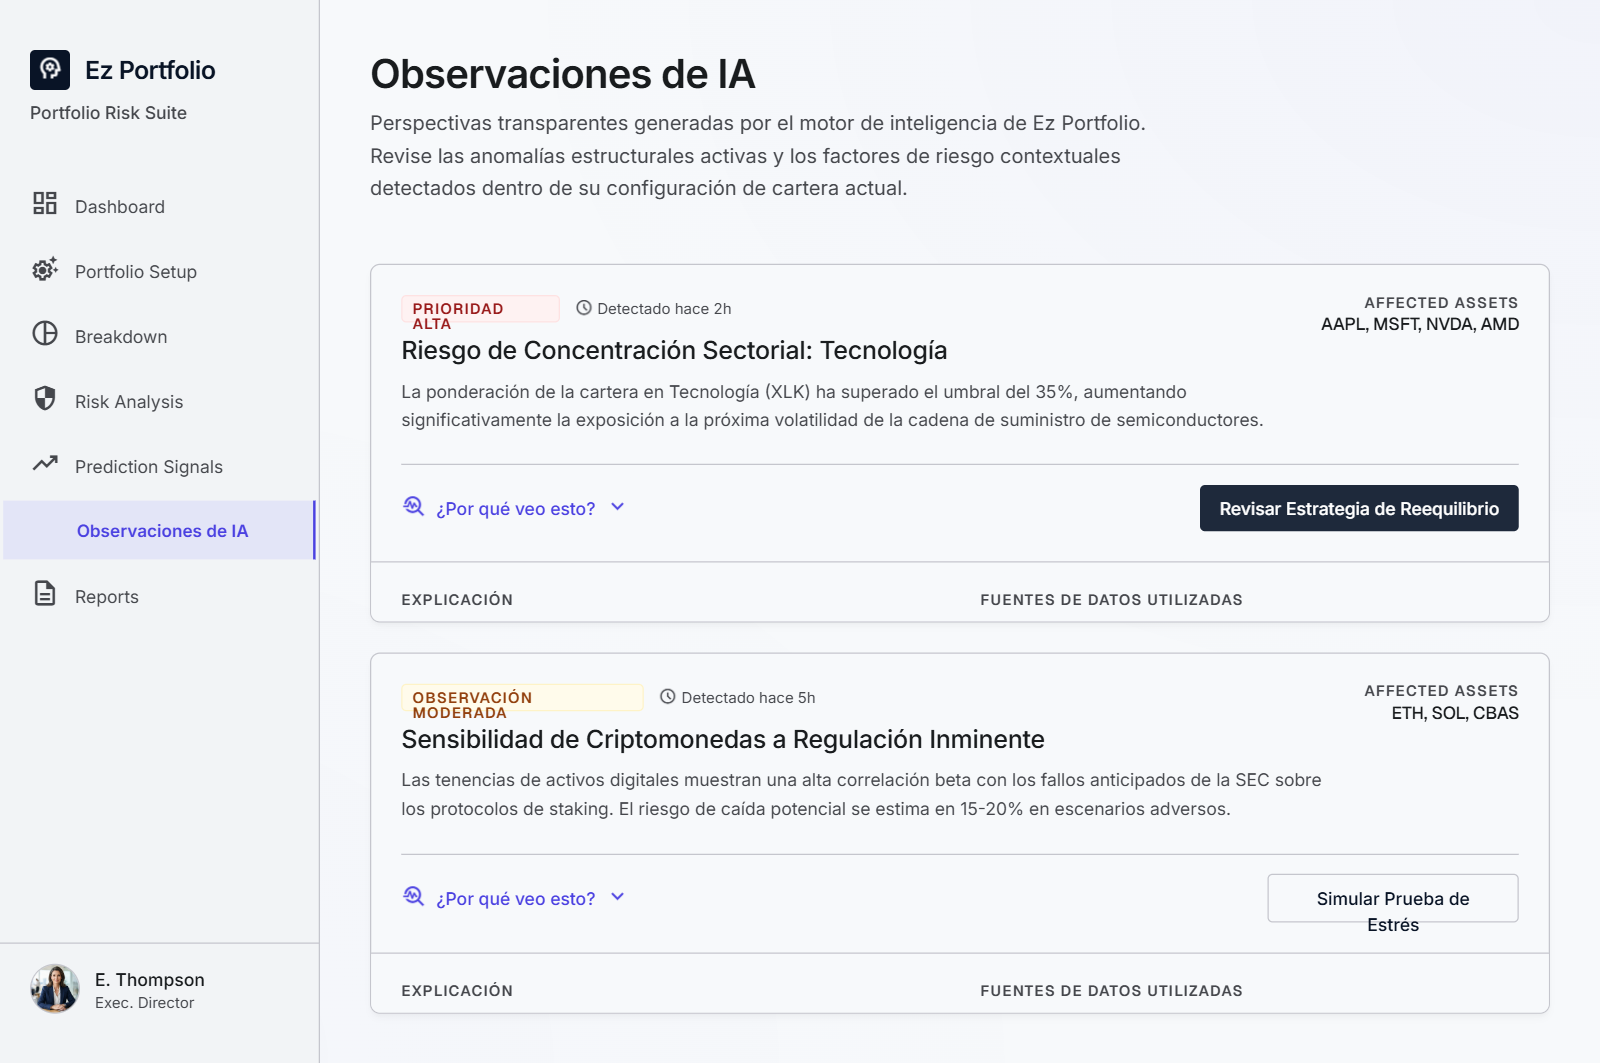 Ez Portfolio
Portfolio Risk Suite
Dashboard
Portfolio Setup
Breakdown
Risk Analysis
Prediction Signals
Observaciones de IA
Reports
E. Thompson
Exec. Director
Observaciones de IA
Perspectivas transparentes generadas por el motor de inteligencia de Ez Portfolio.
Revise las anomalías estructurales activas y los factores de riesgo contextuales
detectados dentro de su configuración de cartera actual.
PRIORIDAD
ALTA
Detectado hace 2h
AFFECTED ASSETS
AAPL, MSFT, NVDA, AMD
Riesgo de Concentración Sectorial: Tecnología
La ponderación de la cartera en Tecnología (XLK) ha superado el umbral del 35%, aumentando
significativamente la exposición a la próxima volatilidad de la cadena de suministro de semiconductores.
¿Por qué veo esto?
Revisar Estrategia de Reequilibrio
EXPLICACIÓN
FUENTES DE DATOS UTILIZADAS
OBSERVACIÓN
MODERADA
Detectado hace 5h
AFFECTED ASSETS
ETH, SOL, CBAS
Sensibilidad de Criptomonedas a Regulación Inminente
Las tenencias de activos digitales muestran una alta correlación beta con los fallos anticipados de la SEC sobre
los protocolos de staking. El riesgo de caída potencial se estima en 15-20% en escenarios adversos.
¿Por qué veo esto?
Simular Prueba de
Estrés
EXPLICACIÓN
FUENTES DE DATOS UTILIZADAS